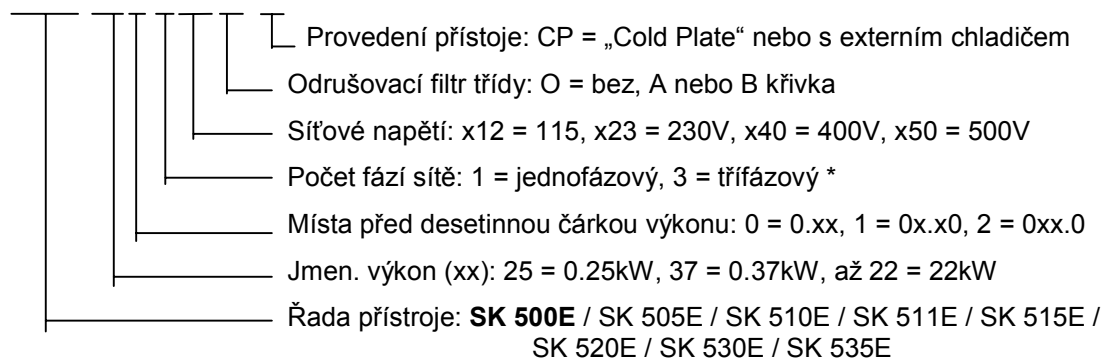 Provedení přístoje: CP = „Cold Plate“ nebo s externím chladičem
Odrušovací filtr třídy: O = bez, A nebo B křivka
Síťové napětí: x12 = 115, x23 = 230V, x40 = 400V, x50 = 500V
Počet fází sítě: 1 = jednofázový, 3 = třífázový *
Místa před desetinnou čárkou výkonu: 0 = 0.xx, 1 = 0x.x0, 2 = 0xx.0
Jmen. výkon (xx): 25 = 0.25kW, 37 = 0.37kW, až 22 = 22kW
Řada přístroje: SK 500E / SK 505E / SK 510E / SK 511E / SK 515E /
SK 520E / SK 530E / SK 535E